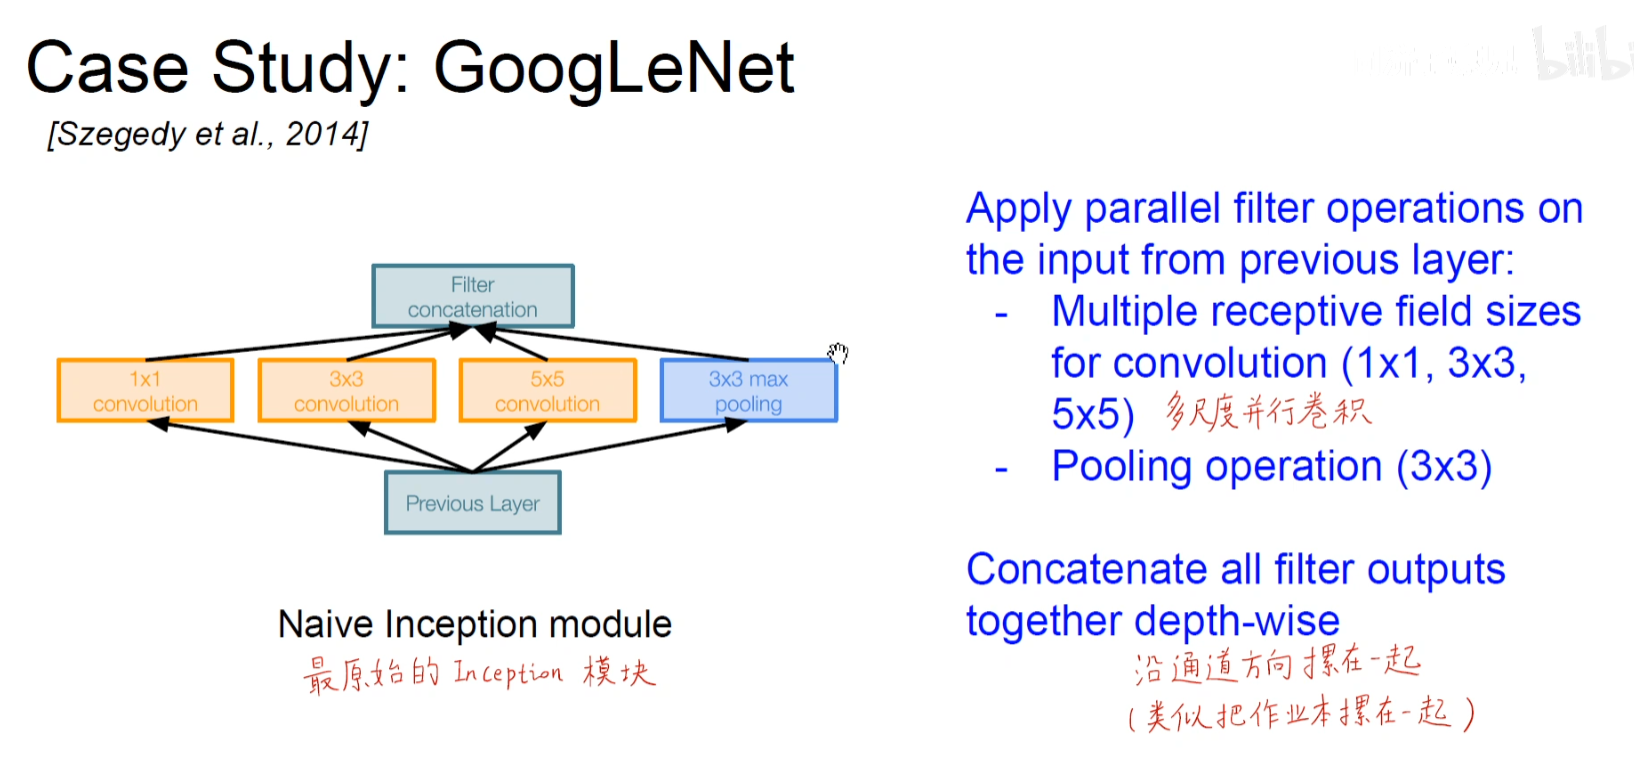 Case Study: GoogLeNet
[Szegedy et al., 2014]
bilibi
Filter
concatenation
1x1
convolution
3x3
convolution
5x5
convolution
3x3 max
pooling
Previous Layer
Naive Inception module
最原始的 Inception 模块
Apply parallel filter operations on
the input from previous layer:
- Multiple receptive field sizes
for convolution (1x1, 3x3,
5x5) 多尺度并行卷积
- Pooling operation (3x3)
Concatenate all filter outputs
together depth-wise
沿通道方向摞在一起
(类似把作业本摞在一起)